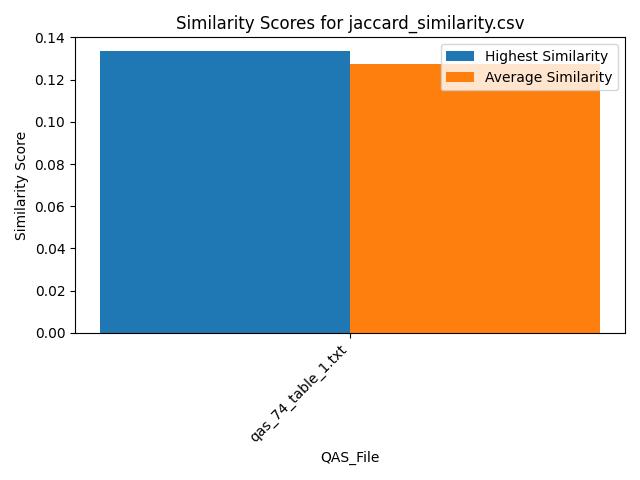 Similarity Scores for jaccard_similarity.csv
Highest Similarity
Average Similarity
Similarity Score
0.14
0.12
0.10
0.08
0.06
0.04
0.02
0.00
qas_74_table_1.txt
QAS_File